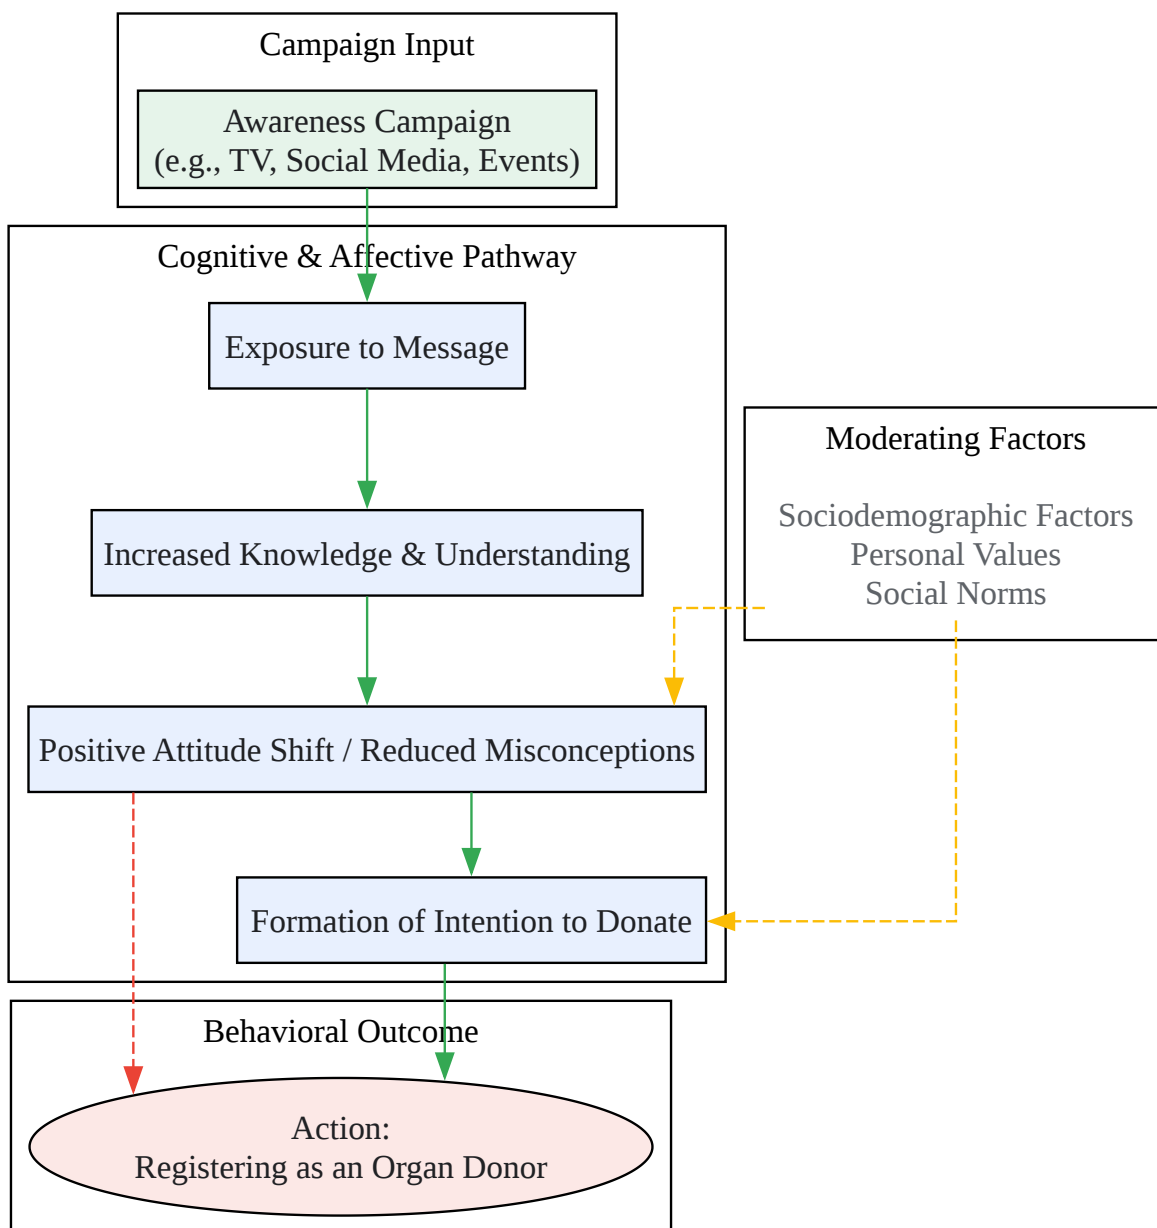 Campaign Input
Awareness Campaign
(e.g., TV, Social Media, Events)
Cognitive & Affective Pathway
Exposure to Message
Increased Knowledge & Understanding
Moderating Factors
Sociodemographic Factors
Personal Values
Social Norms
Positive Attitude Shift / Reduced Misconceptions
Formation of Intention to Donate
Behavioral Outcome
Action:
Registering as an Organ Donor